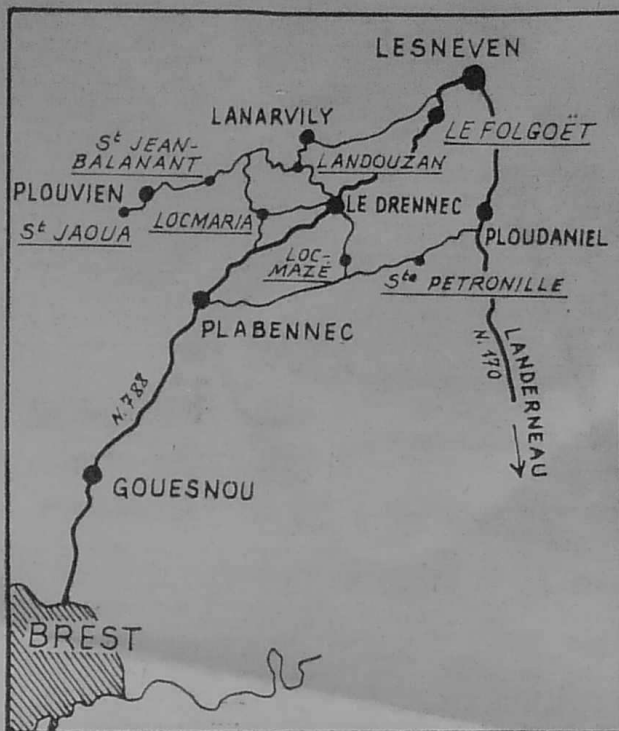 LESNEVEN
LANARVILY
LE FOLGOËT
St JEAN-
BALANANT
LANDOUZAN
PLOUVIEN
LE DRENNEC
St JAOUA
LOCMARIA
PLOUDANIEL
LOC-
MAZÉ
Ste PETRONILLE
PLABENNEC
N.788
N.170
LANDERNEAU
GOUESNOU
BREST